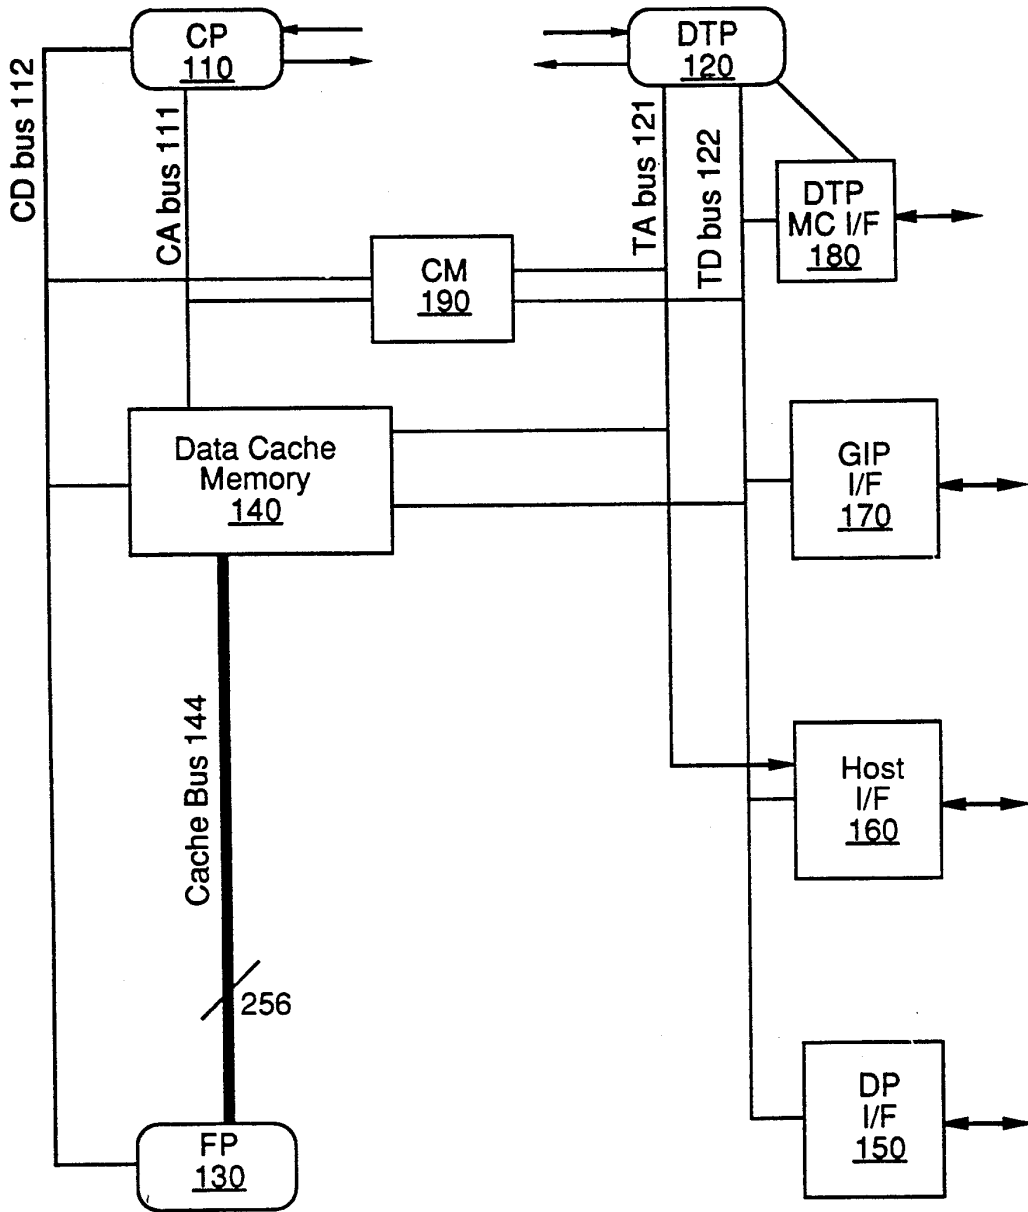 CP
110
DTP
120
CD bus 112
CA bus 111
TA bus 121
TD bus 122
DTP
MC I/F
180
CM
190
Data Cache
Memory
140
GIP
I/F
170
Cache Bus 144
Host
I/F
160
256
DP
I/F
150
FP
130